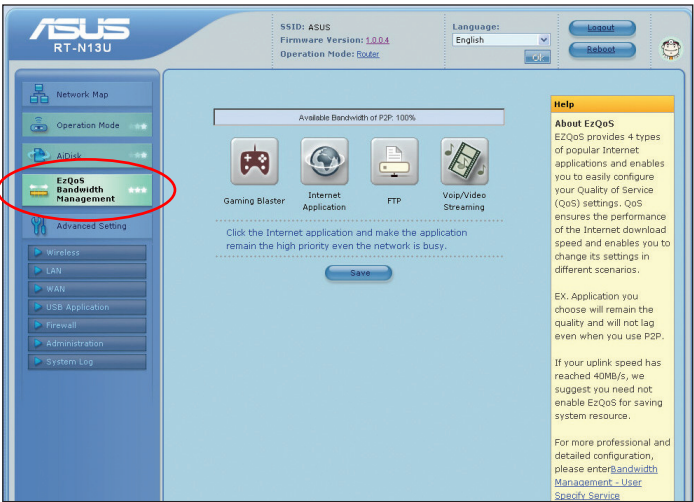 ASUS
RT-N13U
SSID: ASUS
Firmware Version: 1.0.0.4
Operation Mode: Router
Language:
English
Logout
Reboot
Network Map
Operation Mode
AiDisk
EzQoS
Bandwidth
Management
Advanced Setting
Wireless
LAN
WAN
USB Application
Firewall
Administration
System Log
Available Bandwidth of P2P: 100%
Gaming Blaster
Internet
Application
FTP
Voip/Video
Streaming
Click the Internet application and make the application
remain the high priority even the network is busy.
Save
Help
About EzQoS
EZQoS provides 4 types
of popular Internet
applications and enables
you to easily configure
your Quality of Service
(QoS) settings. QoS
ensures the performance
of the Internet download
speed and enables you to
change its settings in
different scenarios.
EX. Application you
choose will remain the
quality and will not lag
even when you use P2P.
If your uplink speed has
reached 40MB/s, we
suggest you need not
enable EzQoS for saving
system resource.
For more professional and
detailed configuration,
please enterBandwidth
Management - User
Specify Service